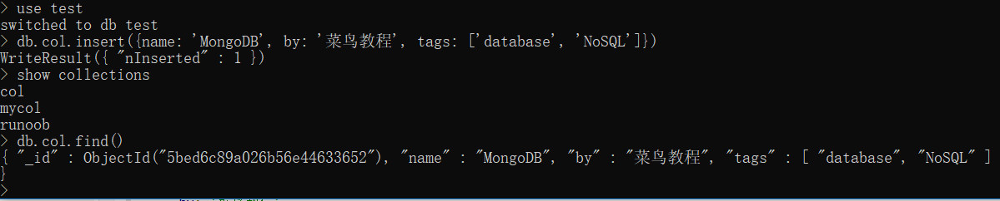 > use test
switched to db test
> db.col.insert({name: 'MongoDB', by: '菜鸟教程', tags: ['database', 'NoSQL']})
WriteResult({ "nInserted" : 1 })
> show collections
col
mycol
runoob
> db.col.find()
{ "_id" : ObjectId("5bed6c89a026b56e44633652"), "name" : "MongoDB", "by" : "菜鸟教程", "tags" : [ "database", "NoSQL" ]
}
>